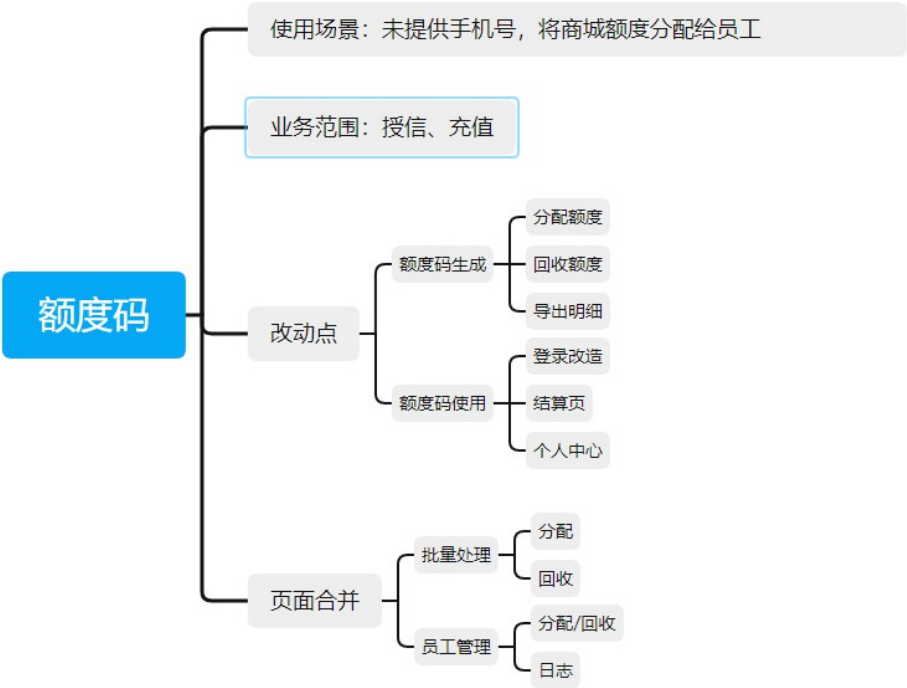 额度码
使用场景：未提供手机号，将商城额度分配给员工
业务范围：授信、充值
改动点
额度码生成
分配额度
回收额度
导出明细
额度码使用
登录改造
结算页
个人中心
页面合并
批量处理
分配
回收
员工管理
分配/回收
日志